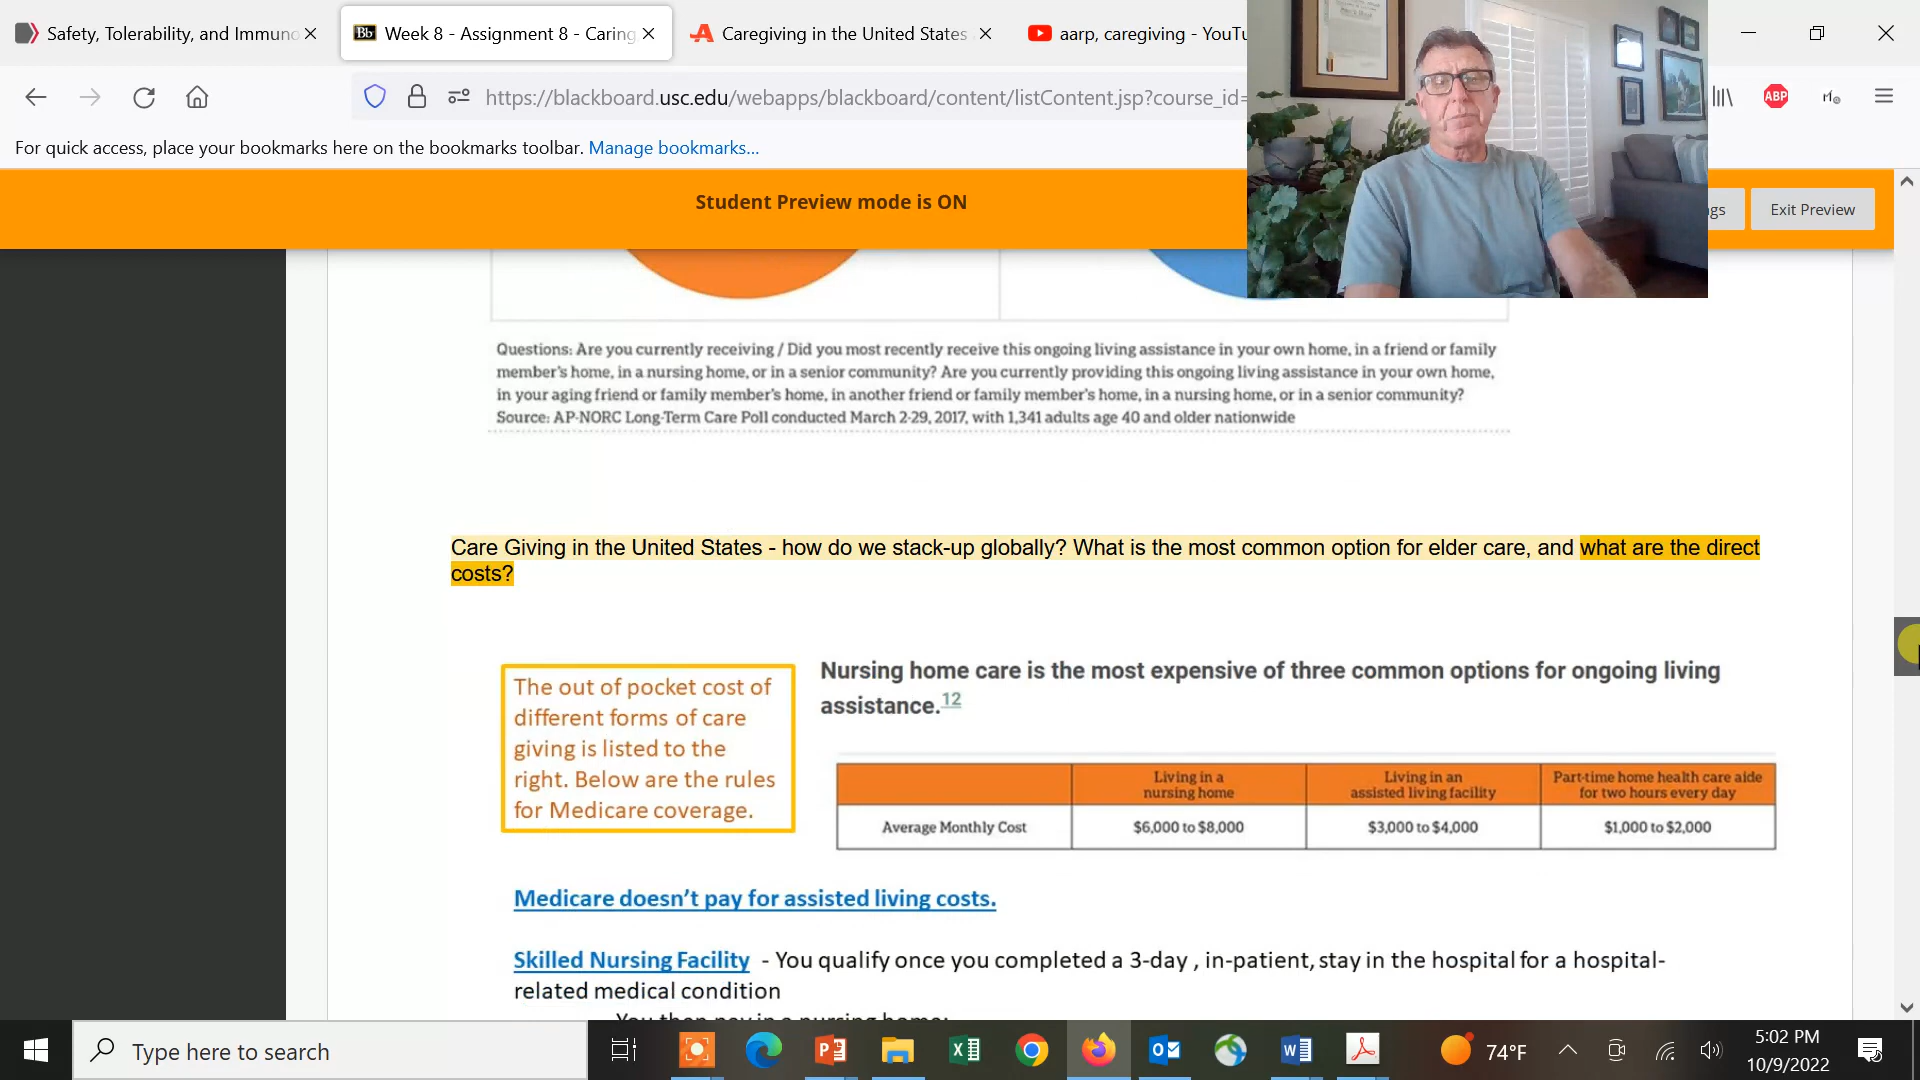 Safety, Tolerability, and Immuno
Week 8 - Assignment 8 - Caring
Caregiving in the United States
aarp, caregiving - YouTu
https://blackboard.usc.edu/webapps/blackboard/content/listContent.jsp?course_id=
ABP
For quick access, place your bookmarks here on the bookmarks toolbar. Manage bookmarks...
Student Preview mode is ON
gs
Exit Preview
Questions: Are you currently receiving / Did you most recently receive this ongoing living assistance in your own home, in a friend or family
member's home, in a nursing home, or in a senior community? Are you currently providing this ongoing living assistance in your own home,
in your aging friend or family member's home, in another friend or family member's home, in a nursing home, or in a senior community?
Source: AP-NORC Long-Term Care Poll conducted March 2-29, 2017, with 1,341 adults age 40 and older nationwide
Care Giving in the United States - how do we stack-up globally? What is the most common option for elder care, and what are the direct
costs?
The out of pocket cost of
different forms of care
giving is listed to the
right. Below are the rules
for Medicare coverage.
Nursing home care is the most expensive of three common options for ongoing living
assistance.12
Living in a
nursing home
Living in an
assisted living facility
Part-time home health care aide
for two hours every day
Average Monthly Cost
$6,000 to $8,000
$3,000 to $4,000
$1,000 to $2,000
Medicare doesn't pay for assisted living costs.
Skilled Nursing Facility - You qualify once you completed a 3-day , in-patient, stay in the hospital for a hospital-
related medical condition
You then pay in a nursing home:
Type here to search
74°F
5:02 PM
10/9/2022